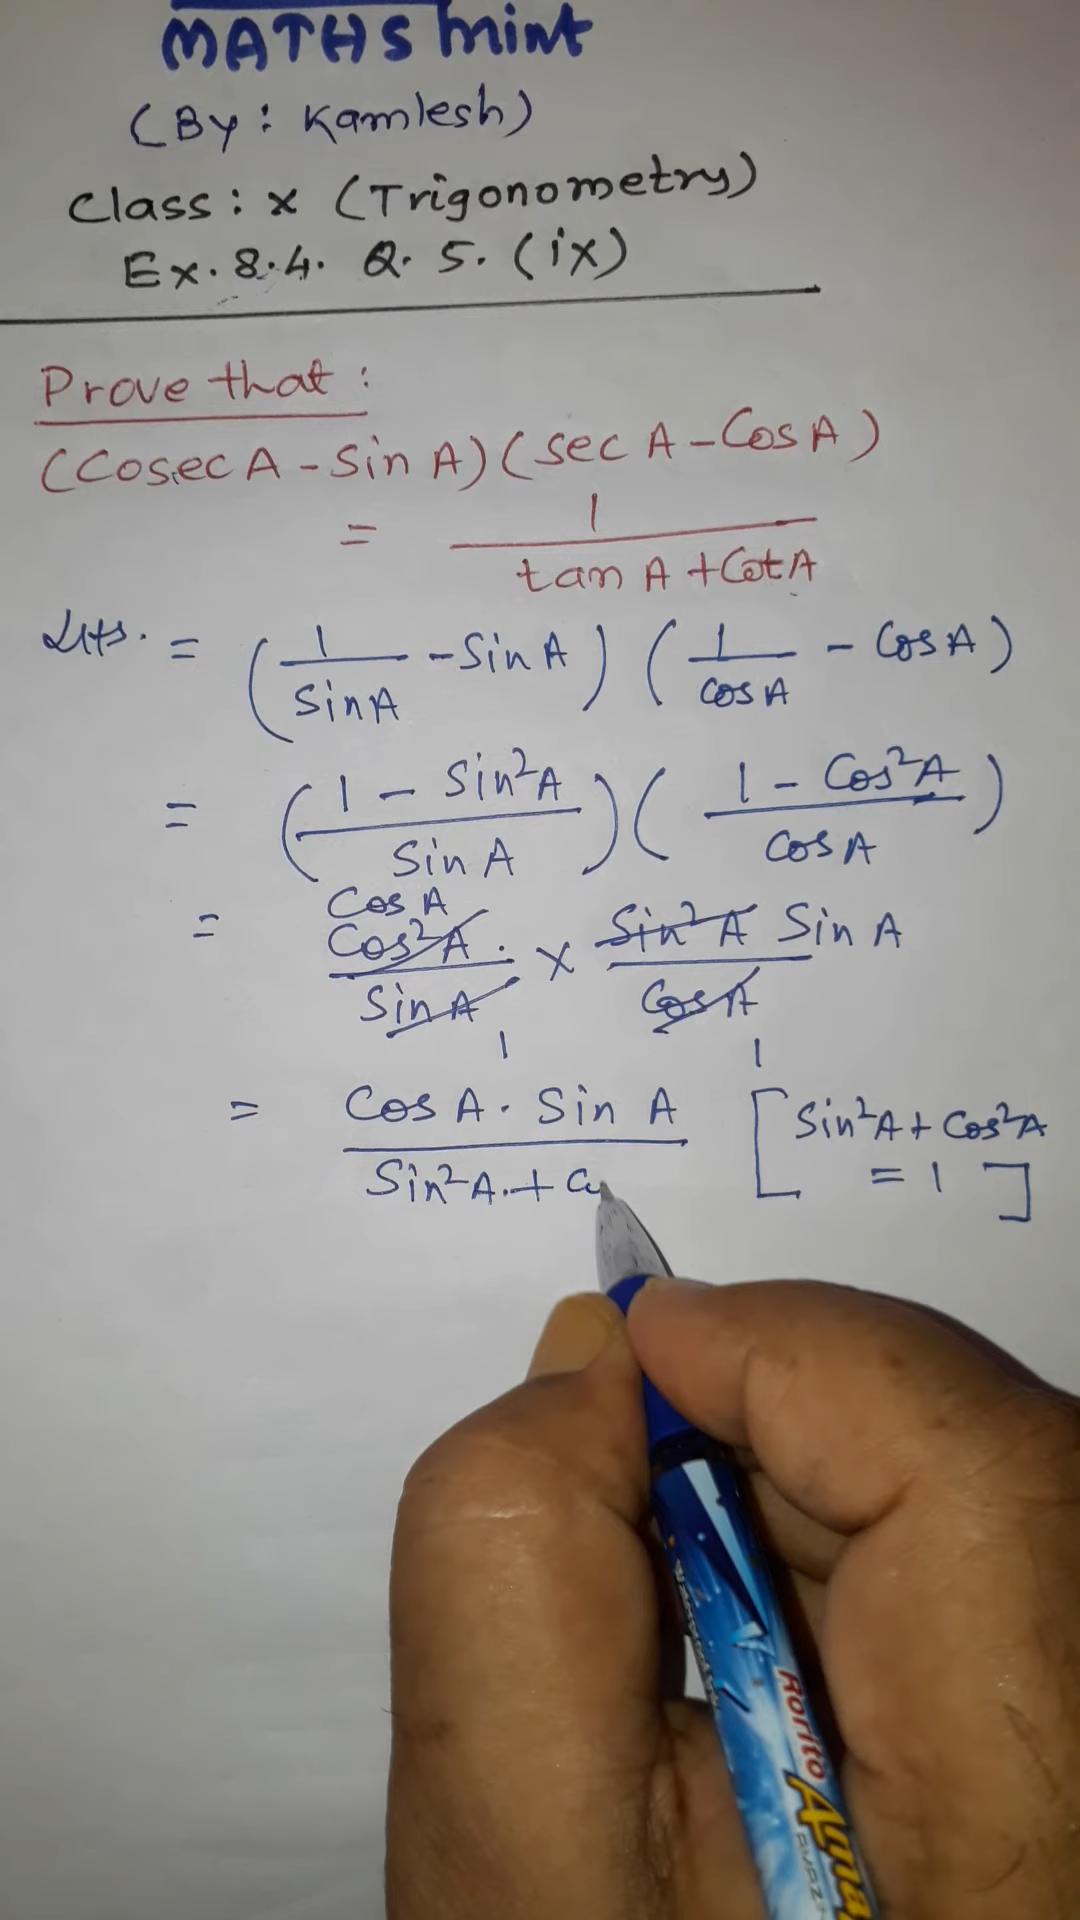 MATHS mint
(By: Kamlesh)
Class: X (Trigonometry)
Ex. 8.4. Q. 5. (ix)
Prove that:
(Cosec A - Sin A) (sec A - Cos A)
= 1 / tan A + Cot A
LHS. = (1 / Sin A - Sin A) (1 / cos A - Cos A)
= (1 - Sin²A / Sin A) (1 - Cos²A / Cos A)
Cos A
= Cos²A . / Sin A × Sin²A Sin A / Cos A
1 1
= Cos A . Sin A / Sin²A . + [Sin²A + Cos²A = 1]
Rorito